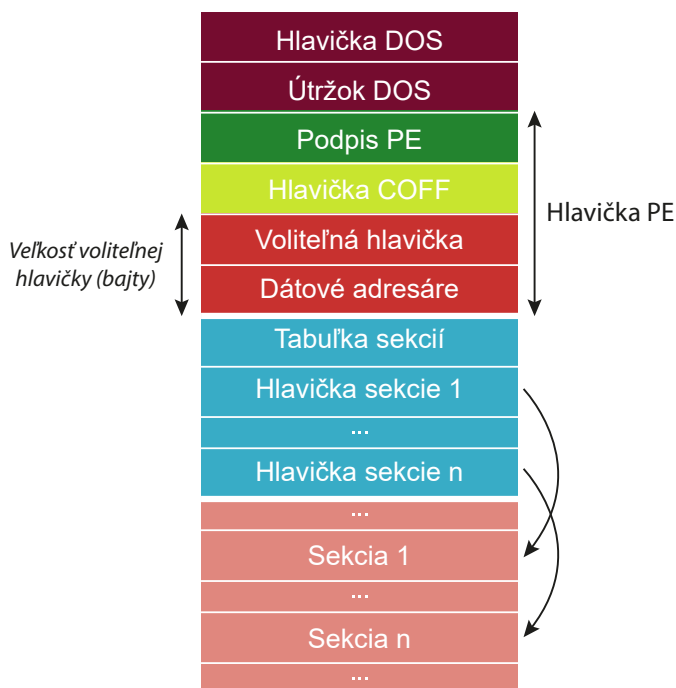 Hlavička DOS
Útržok DOS
Podpis PE
Hlavička COFF
Hlavička PE
Veľkosť voliteľnej
hlavičky (bajty)
Voliteľná hlavička
Dátové adresáre
Tabuľka sekcií
Hlavička sekcie 1
...
Hlavička sekcie n
...
Sekcia 1
...
Sekcia n
...